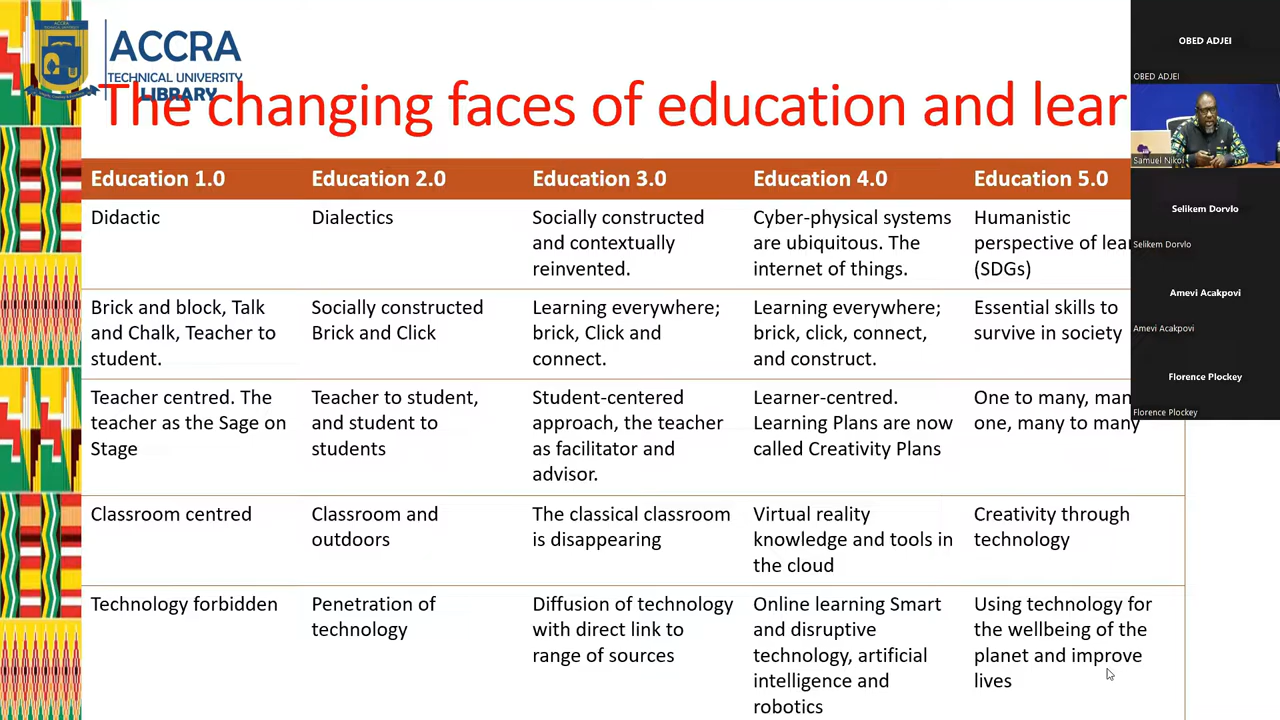 ACCRA
TECHNICAL UNIVERSITY
LIBRARY
The changing faces of education and lear
Education 1.0
Education 2.0
Education 3.0
Education 4.0
Education 5.0
Didactic
Dialectics
Socially constructed
and contextually
reinvented.
Cyber-physical systems
are ubiquitous. The
internet of things.
Humanistic
perspective of lear
(SDGs)
Brick and block, Talk
and Chalk, Teacher to
student.
Socially constructed
Brick and Click
Learning everywhere;
brick, Click and
connect.
Learning everywhere;
brick, click, connect,
and construct.
Essential skills to
survive in society
Teacher centred. The
teacher as the Sage on
Stage
Teacher to student,
and student to
students
Student-centered
approach, the teacher
as facilitator and
advisor.
Learner-centred.
Learning Plans are now
called Creativity Plans
One to many, man
one, many to many
Classroom centred
Classroom and
outdoors
The classical classroom
is disappearing
Virtual reality
knowledge and tools in
the cloud
Creativity through
technology
Technology forbidden
Penetration of
technology
Diffusion of technology
with direct link to
range of sources
Online learning Smart
and disruptive
technology, artificial
intelligence and
robotics
Using technology for
the wellbeing of the
planet and improve
lives
OBED ADJEI
OBED ADJEI
Samuel Nikoi
Selikem Dorvlo
Selikem Dorvlo
Amevi Acakpovi
Amevi Acakpovi
Florence Plockey
Florence Plockey